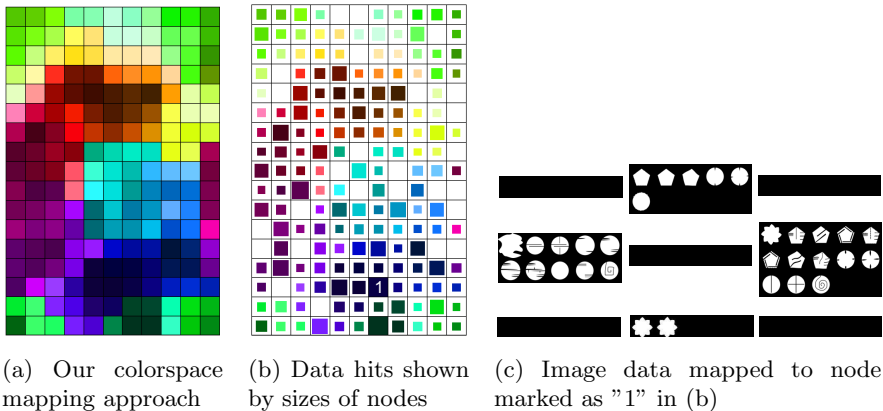 1
(a) Our colorspace
mapping approach
(b) Data hits shown
by sizes of nodes
(c) Image data mapped to node
marked as ”1” in (b)